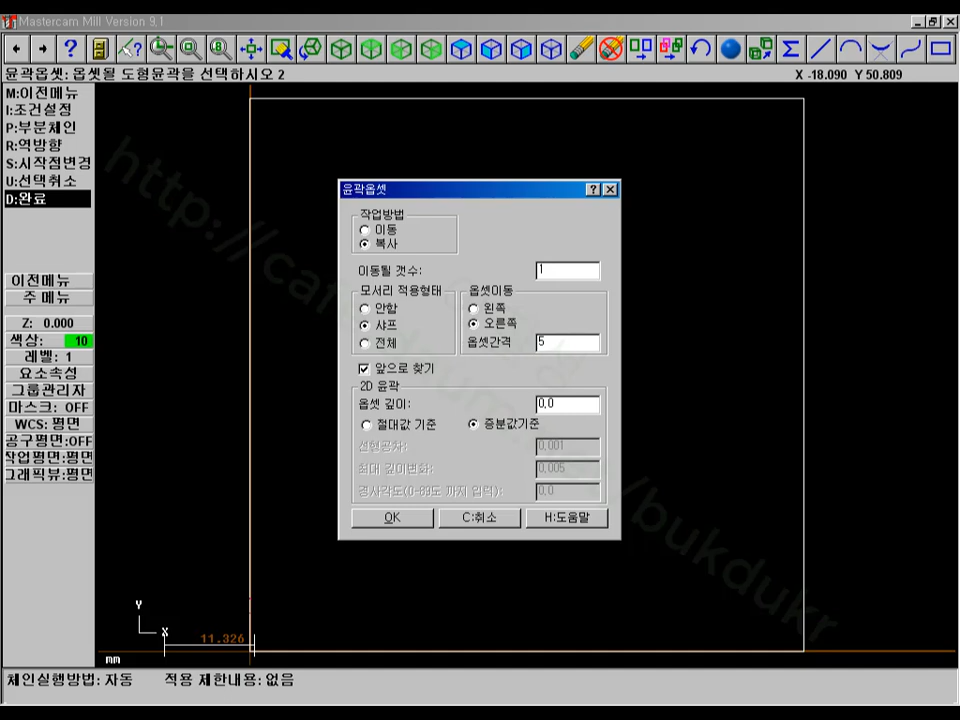 Mastercam Mill Version 9.1
윤곽옵셋: 옵셋될 도형윤곽을 선택하시오 2
X -18.090 Y 50.809
M:이전메뉴
I:조건설정
P:부분체인
R:역방향
S:시작점변경
U:선택취소
D:완료
이전메뉴
주 메뉴
Z: 0.000
색상: 10
레벨: 1
요소속성
그룹관리자
마스크: OFF
WCS: 평면
공구평면:OFF
작업평면:평면
그래픽뷰:평면
윤곽옵셋
작업방법
이동
복사
이동될 갯수: 1
모서리 적용형태
안함
샤프
전체
옵셋이동
왼쪽
오른쪽
옵셋간격 5
앞으로 찾기
2D 윤곽
옵셋 깊이: 0.0
절대값 기준 증분값기준
선형공차: 0.001
최대 깊이변화: 0.005
경사각도(0-89도 까지 입력): 0.0
OK C:취소 H:도움말
Y
X
11.326
mm
체인실행방법: 자동 적용 제한내용: 없음